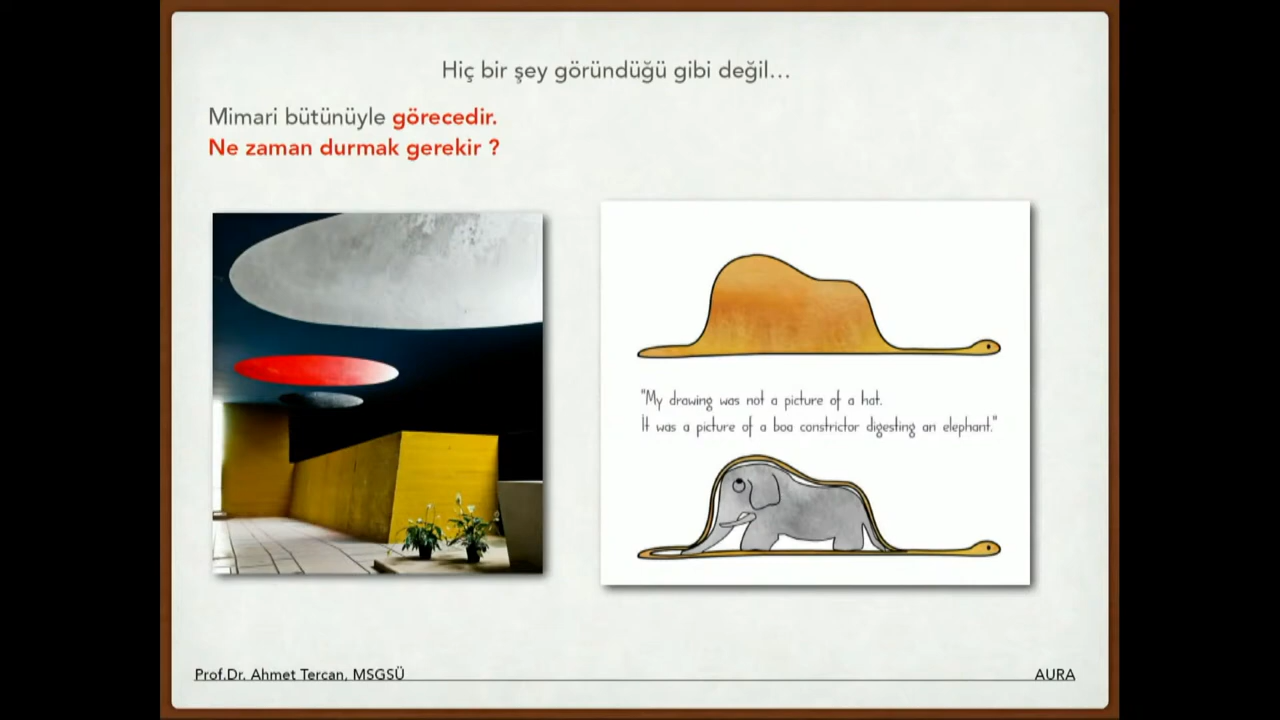 Hiç bir şey göründüğü gibi değil...
Mimari bütünüyle görecedir.
Ne zaman durmak gerekir ?
"My drawing was not a picture of a hat.
It was a picture of a boa constrictor digesting an elephant."
Prof.Dr. Ahmet Tercan, MSGSÜ
AURA